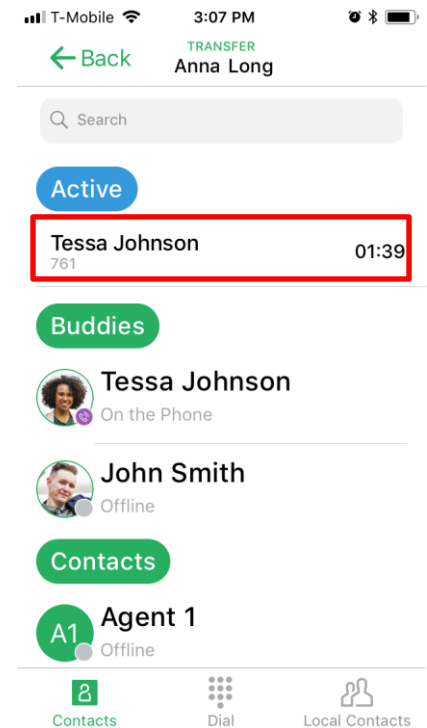 T-Mobile 3:07 PM
Back
TRANSFER
Anna Long
Search
Active
Tessa Johnson 01:39
761
Buddies
Tessa Johnson
On the Phone
John Smith
Offline
Contacts
A1 Agent 1
Offline
Contacts Dial Local Contacts